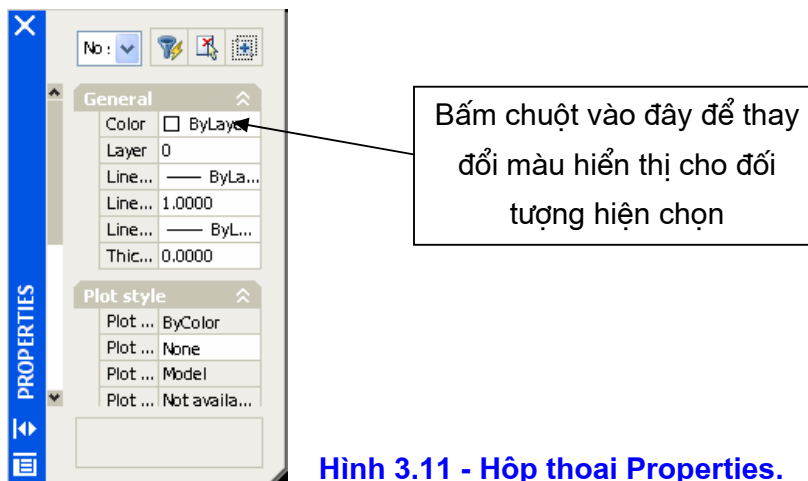 No :
General
Color ByLayer
Layer 0
Line... ByLa...
Line... 1.0000
Line... ByL...
Thic... 0.0000
Plot style
Plot ... ByColor
Plot ... None
Plot ... Model
Plot ... Not availa...
PROPERTIES
Bấm chuột vào đây để thay
đổi màu hiển thị cho đối
tượng hiện chọn
Hình 3.11 - Hộp thoại Properties.